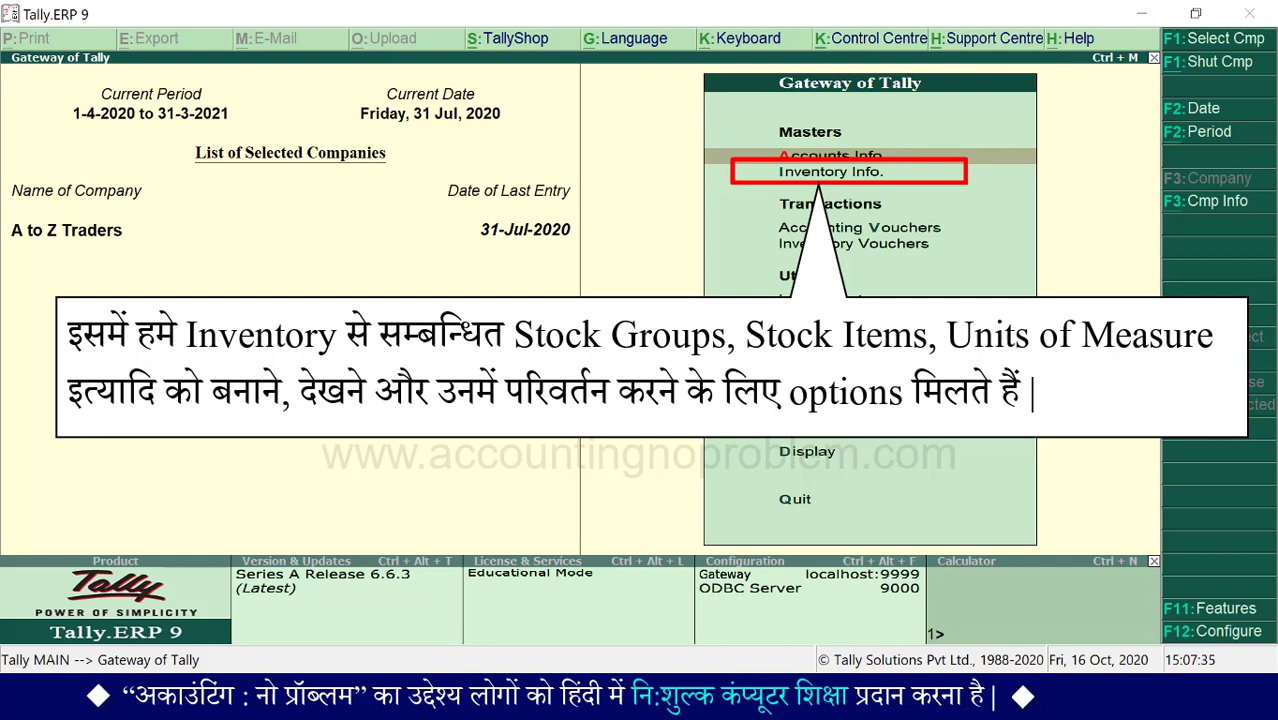 Tally.ERP 9
P:Print E:Export M:E-Mail O:Upload S:TallyShop G:Language K:Keyboard K:Control Centre H:Support Centre H:Help
Gateway of Tally Ctrl + M
Current Period Current Date
1-4-2020 to 31-3-2021 Friday, 31 Jul, 2020
List of Selected Companies
Name of Company Date of Last Entry
A to Z Traders 31-Jul-2020
Gateway of Tally
Masters
Accounts Info.
Inventory Info.
Transactions
Accounting Vouchers
Inventory Vouchers
इसमें हमे Inventory से सम्बन्धित Stock Groups, Stock Items, Units of Measure
इत्यादि को बनाने, देखने और उनमें परिवर्तन करने के लिए options मिलते हैं |
www.accountingnoproblem.com
Display
Quit
F1:Select Cmp
F1:Shut Cmp
F2:Date
F2:Period
F3:Company
F3:Cmp Info
F11:Features
F12:Configure
Product
Tally
POWER OF SIMPLICITY
Tally.ERP 9
Version & Updates Ctrl + Alt + T
Series A Release 6.6.3
(Latest)
License & Services Ctrl + Alt + L
Educational Mode
Configuration Ctrl + Alt + F
Gateway localhost:9999
ODBC Server 9000
Calculator Ctrl + N
1>
Tally MAIN --> Gateway of Tally © Tally Solutions Pvt Ltd., 1988-2020 Fri, 16 Oct, 2020 15:07:35
“अकाउंटिंग : नो प्रॉब्लम” का उद्देश्य लोगों को हिंदी में नि:शुल्क कंप्यूटर शिक्षा प्रदान करना है |